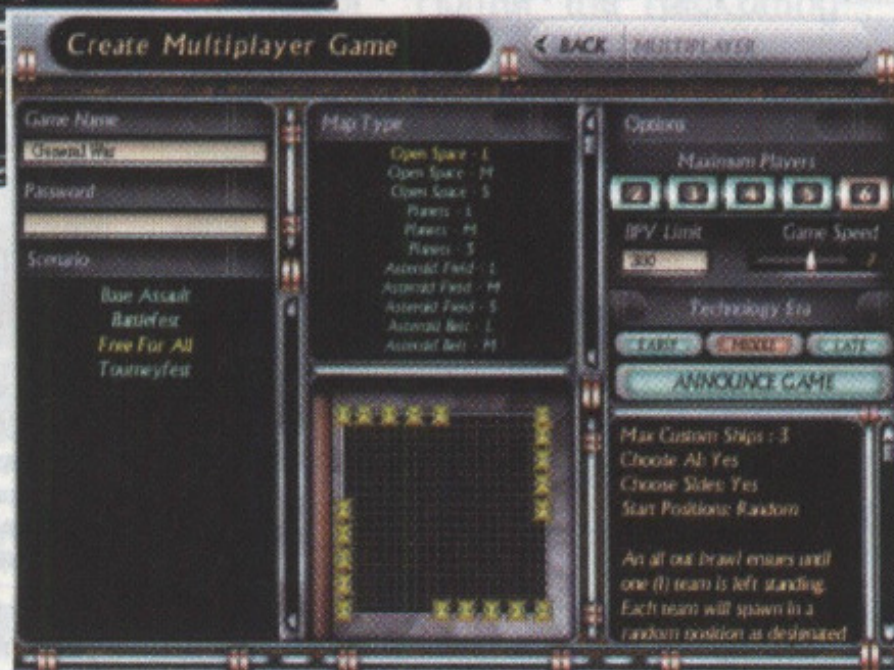 Create Multiplayer Game
< BACK
MULTIPLAYER
Game Name
General War
Password
Scenario
Base Assault
Battlefest
Free For All
Tourneyfest
Map Type
Open Space - L
Open Space - M
Open Space - S
Planets - L
Planets - M
Planets - S
Asteroid Field - L
Asteroid Field - M
Asteroid Field - S
Asteroid Belt - L
Asteroid Belt - M
Options
Maximum Players
2 3 4 5 6
BPV Limit
Game Speed
300
7
Technology Era
EARLY MIDDLE LATE
ANNOUNCE GAME
Max Custom Ships : 3
Choose AI: Yes
Choose Sides: Yes
Start Positions: Random
An all out brawl ensues until
one (1) team is left standing.
Each team will spawn in a
random position as designated